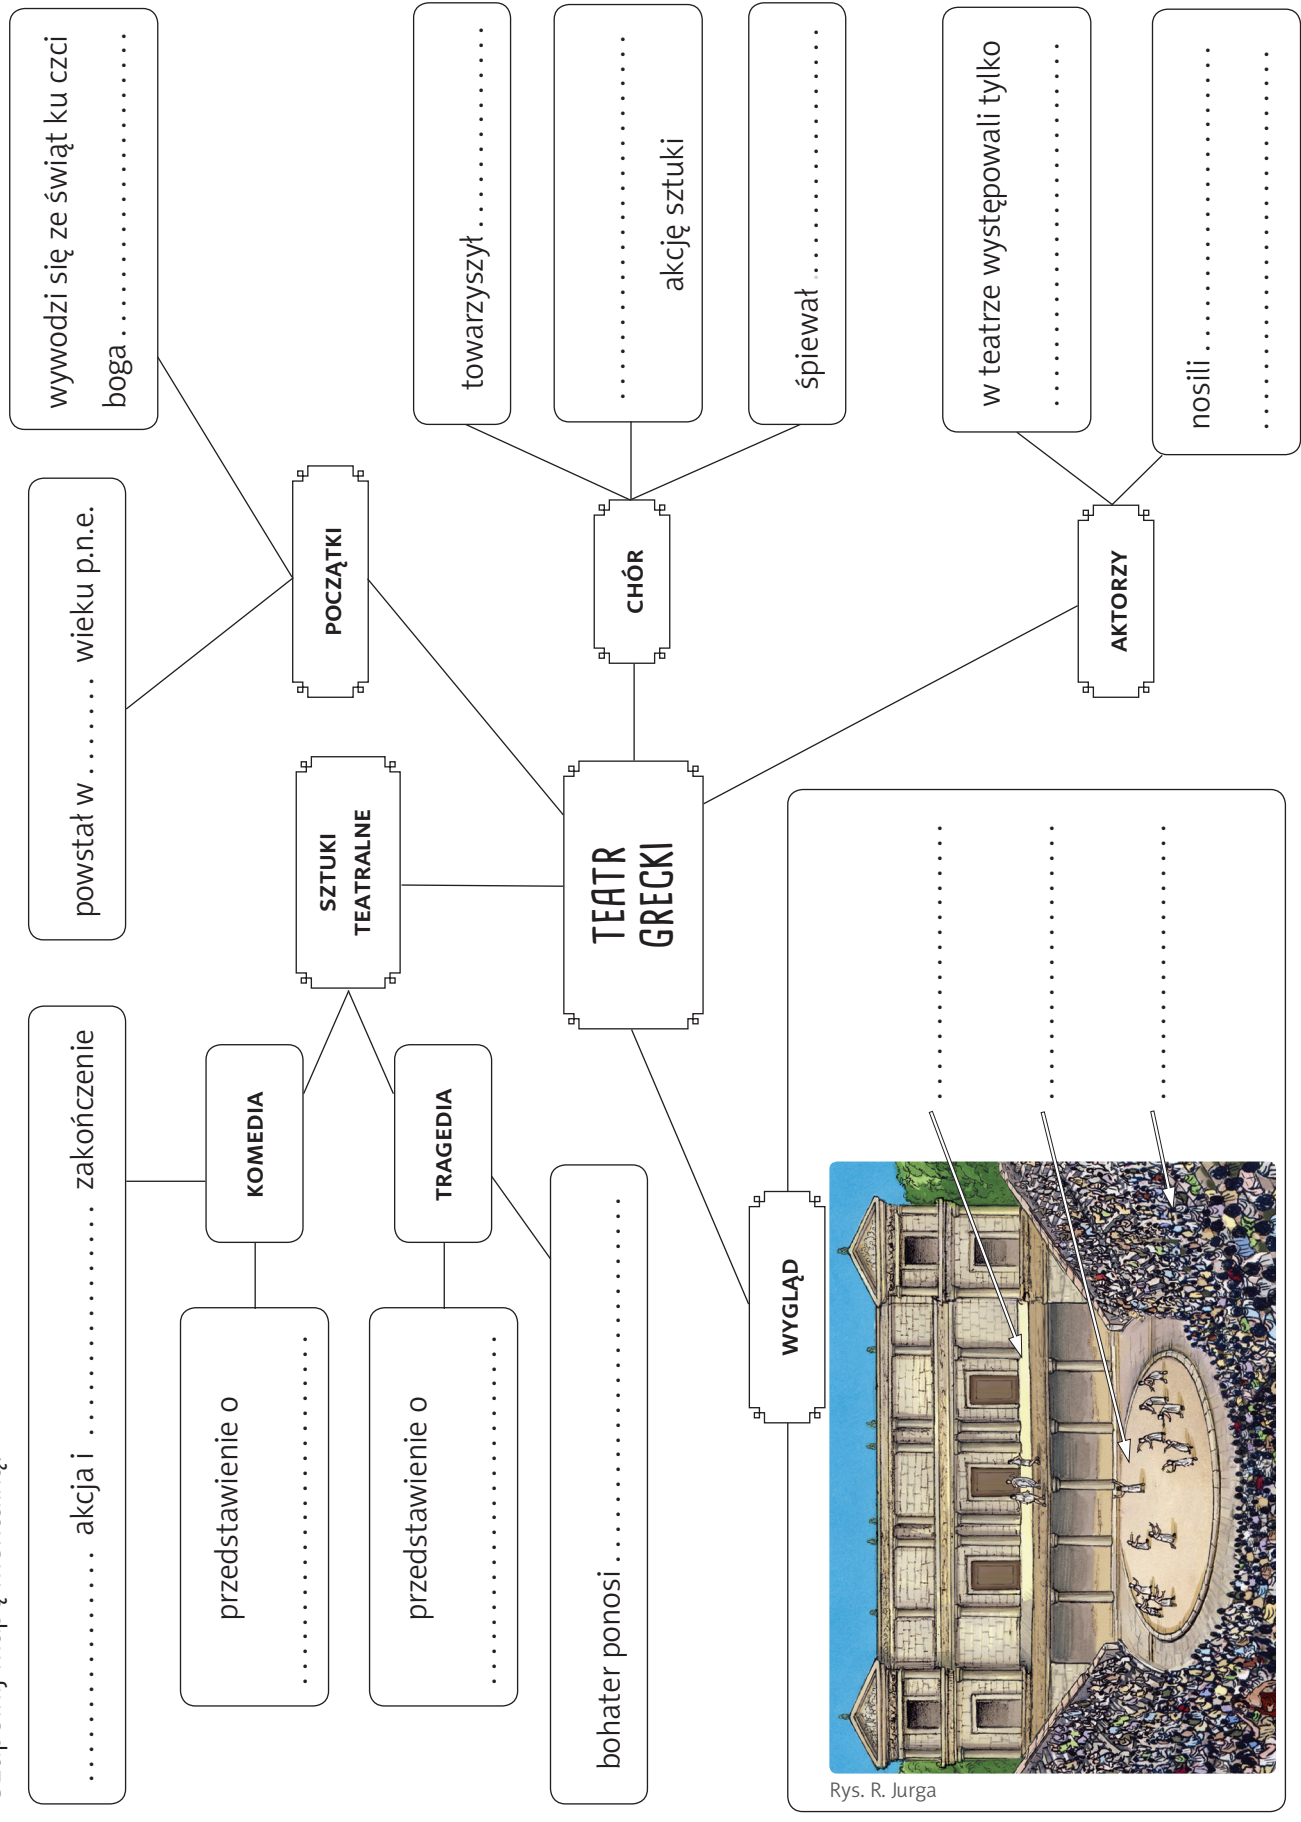 .................. akcja i .................. zakończenie
powstał w ....... wieku p.n.e.
wywodzi się ze świąt ku czci
boga ........................
przedstawienie o
............................
KOMEDIA
SZTUKI
TEATRALNE
POCZĄTKI
przedstawienie o
............................
TRAGEDIA
bohater ponosi .........................
TEATR
GRECKI
CHÓR
towarzyszył ................
.............................
akcję sztuki
śpiewał ....................
WYGLĄD
...................
...................
...................
Rys. R. Jurga
AKTORZY
w teatrze występowali tylko
.............................
nosili .........................
..............................